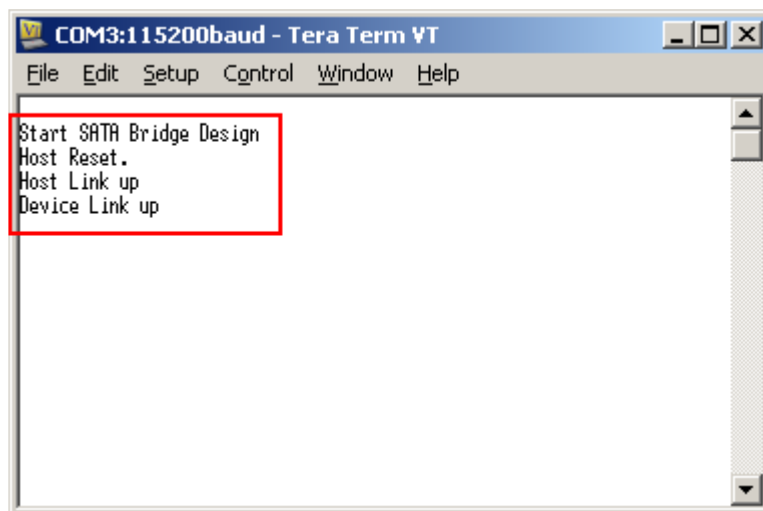 COM3:115200baud - Tera Term VT
File Edit Setup Control Window Help
Start SATA Bridge Design
Host Reset.
Host Link up
Device Link up